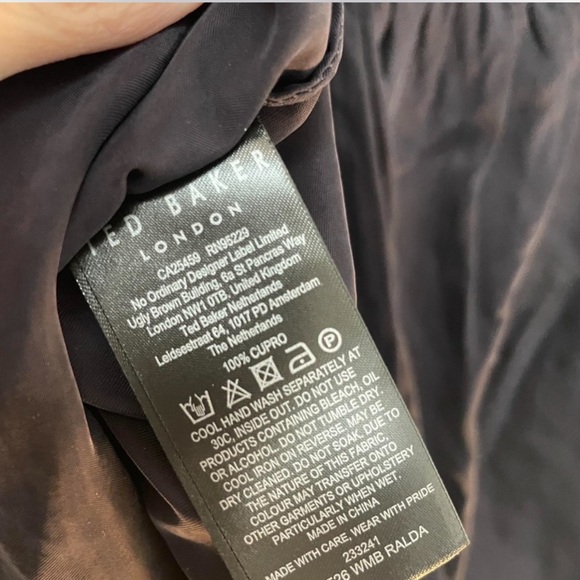 TED BAKER
LONDON
CA25459 RN95229
No Ordinary Designer Label Limited
Ugly Brown Building, 6a St Pancras Way
London NW1 0TB, United Kingdom
Ted Baker Netherlands
Leidsestraat 64, 1017 PD Amsterdam
The Netherlands
100% CUPRO
P
COOL HAND WASH SEPARATELY AT
30C, INSIDE OUT. DO NOT USE
PRODUCTS CONTAINING BLEACH, OIL
OR ALCOHOL. DO NOT TUMBLE DRY.
COOL IRON ON REVERSE. MAY BE
DRY CLEANED. DO NOT SOAK DUE TO
THE NATURE OF THIS FABRIC,
COLOUR MAY TRANSFER ONTO
OTHER GARMENTS OR UPHOLSTERY
PARTICULARLY WHEN WET.
MADE IN CHINA
MADE WITH CARE, WEAR WITH PRIDE
233241
WMB RALDA